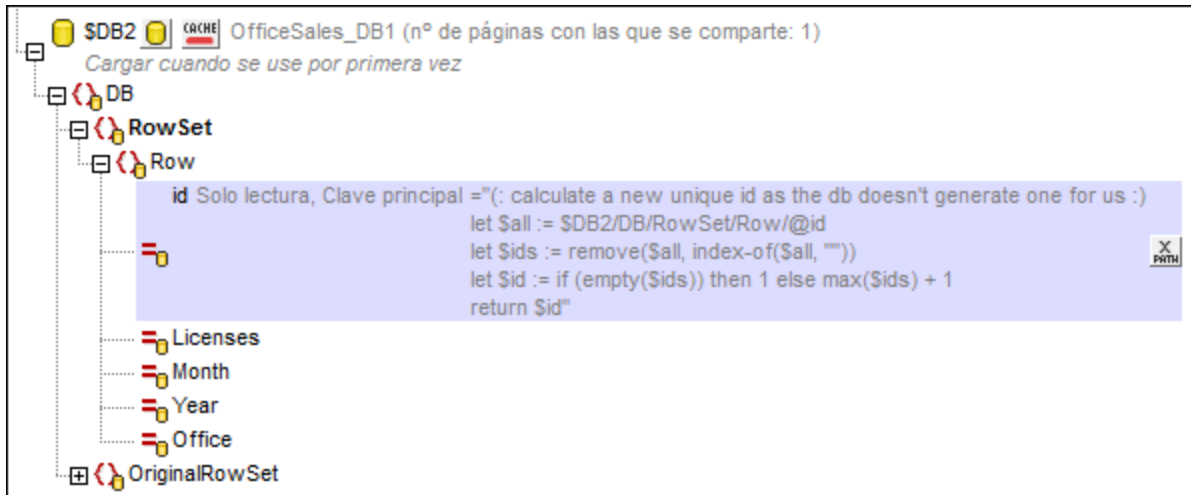 $DB2 CACHE OfficeSales_DB1 (nº de páginas con las que se comparte: 1)
Cargar cuando se use por primera vez
DB
RowSet
Row
id Solo lectura, Clave principal ="(: calculate a new unique id as the db doesn't generate one for us :)
let $all := $DB2/DB/RowSet/Row/@id
let $ids := remove($all, index-of($all, ""))
let $id := if (empty($ids)) then 1 else max($ids) + 1
return $id"
X PATH
Licenses
Month
Year
Office
OriginalRowSet